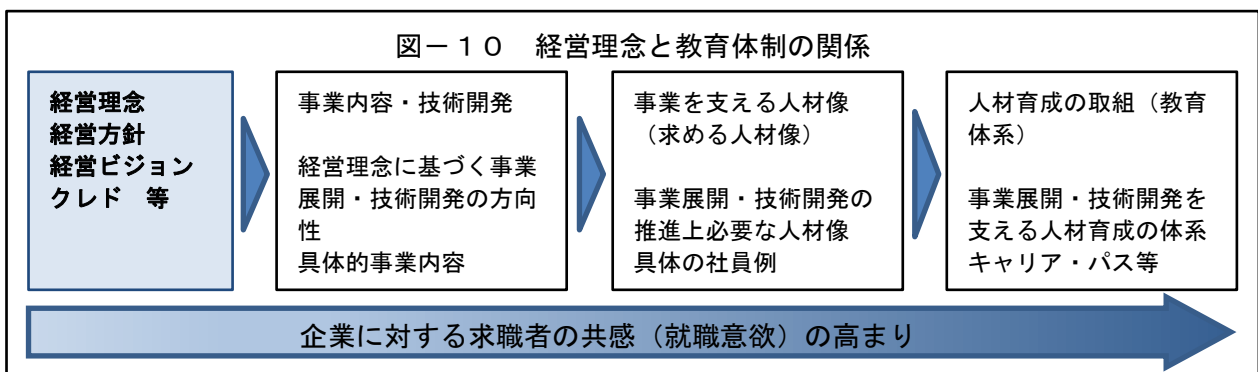 図－１０　経営理念と教育体制の関係
経営理念
経営方針
経営ビジョン
クレド　等
事業内容・技術開発
経営理念に基づく事業
展開・技術開発の方向
性
具体的事業内容
事業を支える人材像
（求める人材像）
事業展開・技術開発の
推進上必要な人材像
具体の社員例
人材育成の取組（教育
体系）
事業展開・技術開発を
支える人材育成の体系
キャリア・パス等
企業に対する求職者の共感（就職意欲）の高まり